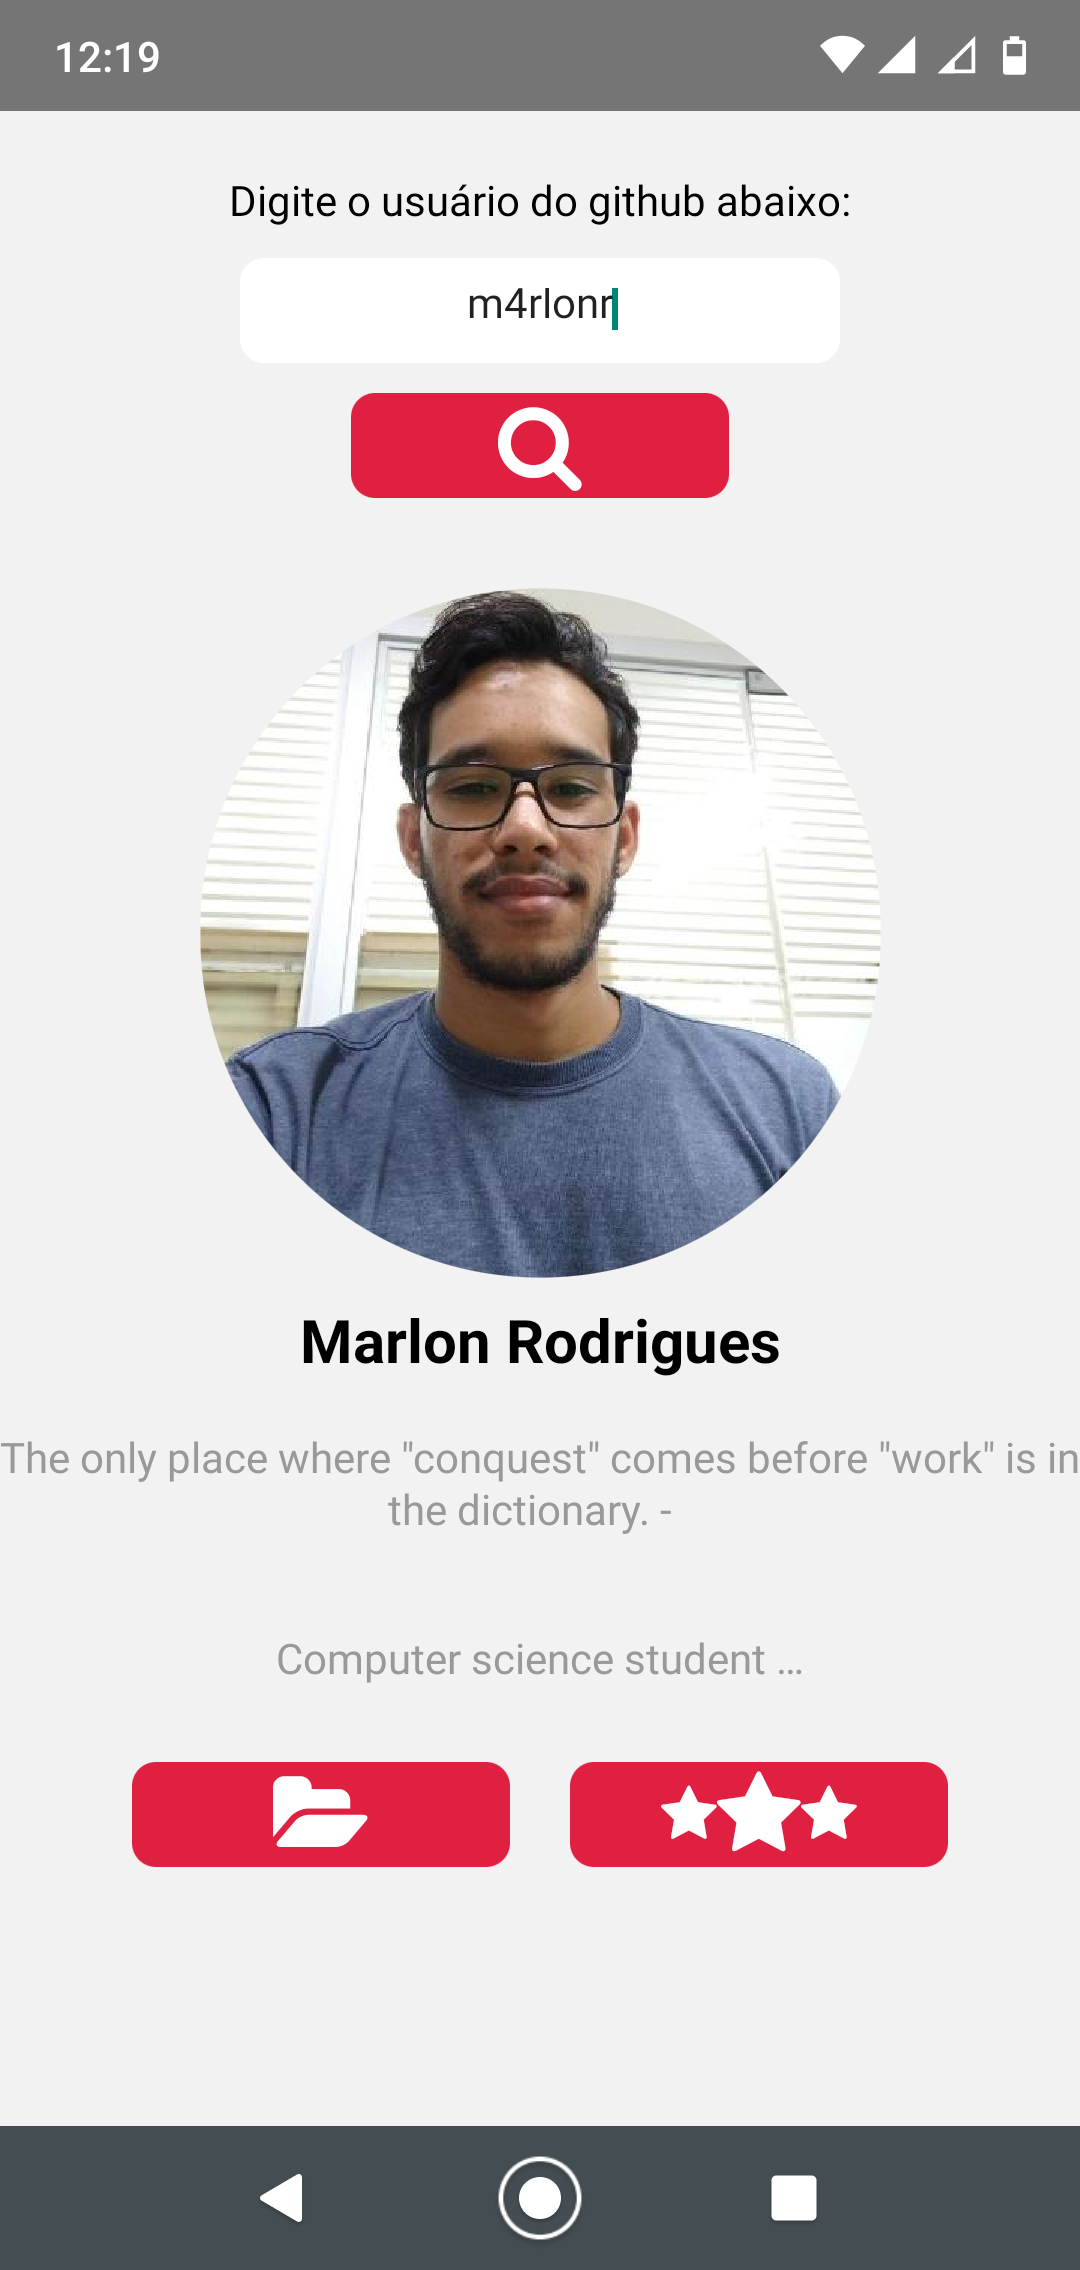 12:19
Digite o usuário do github abaixo:
m4rlonr
Marlon Rodrigues
The only place where "conquest" comes before "work" is in
the dictionary. -
Computer science student ...